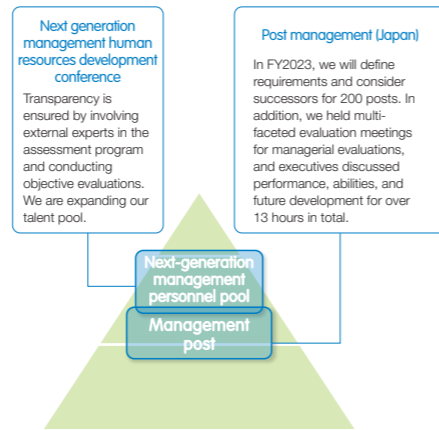 Next generation
management human
resources development
conference
Transparency is
ensured by involving
external experts in the
assessment program
and conducting
objective evaluations.
We are expanding our
talent pool.
Post management (Japan)
In FY2023, we will define
requirements and consider
successors for 200 posts. In
addition, we held multi-
faceted evaluation meetings
for managerial evaluations,
and executives discussed
performance, abilities, and
future development for over
13 hours in total.
Next-generation
management
personnel pool
Management
post